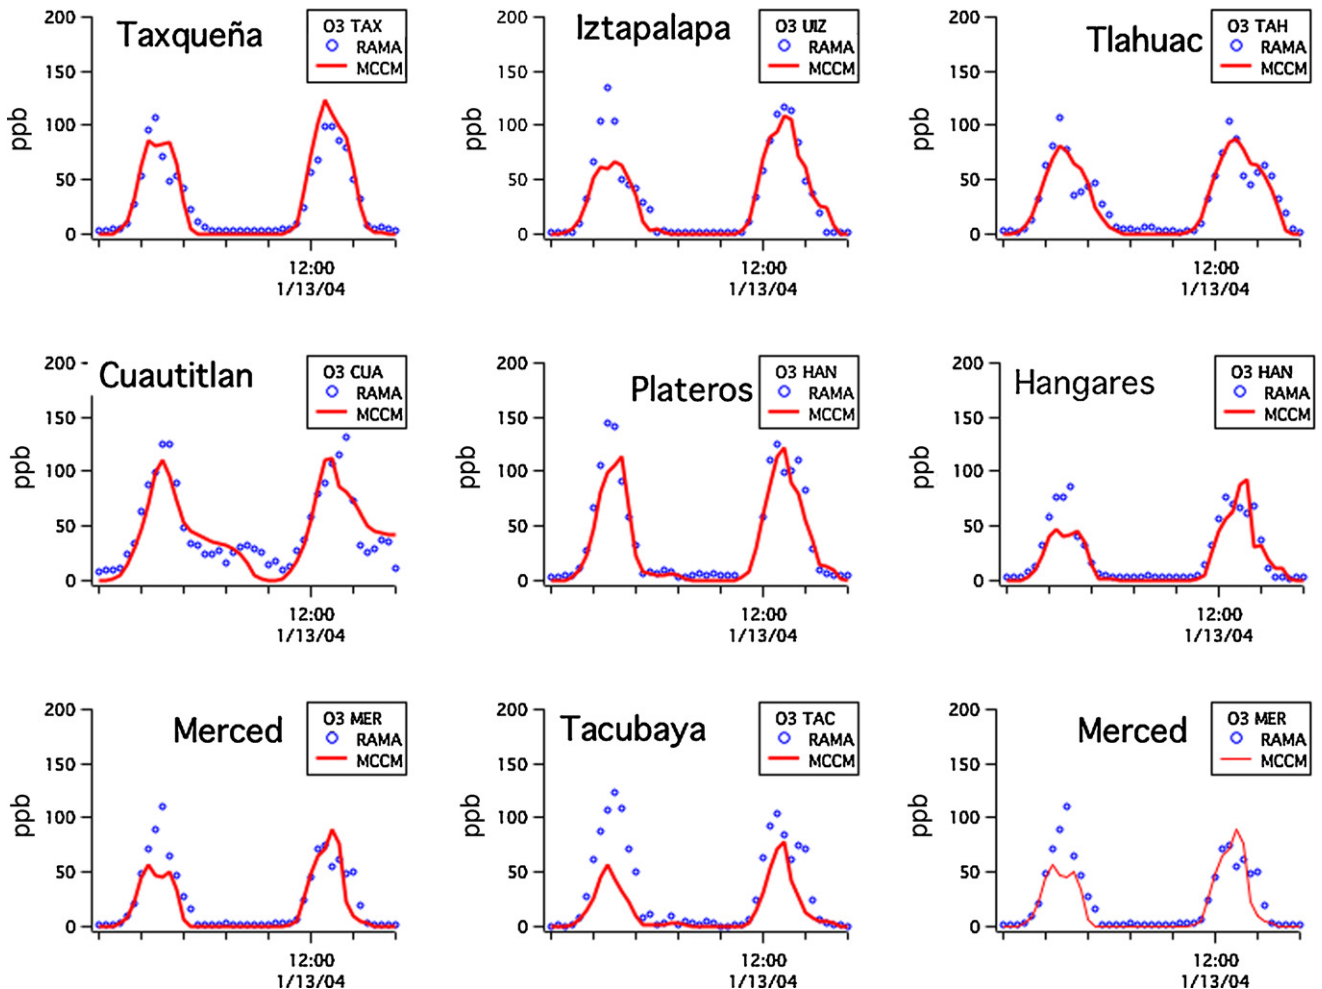 Taxqueña
O3 TAX
RAMA
MCCM
ppb
200
150
100
50
0
12:00
1/13/04
Iztapalapa
O3 UIZ
RAMA
MCCM
ppb
200
150
100
50
0
12:00
1/13/04
Tlahuac
O3 TAH
RAMA
MCCM
ppb
200
150
100
50
0
12:00
1/13/04
Cuautitlan
O3 CUA
RAMA
MCCM
ppb
200
150
100
50
0
12:00
1/13/04
Plateros
O3 HAN
RAMA
MCCM
ppb
200
150
100
50
0
12:00
1/13/04
Hangares
O3 HAN
RAMA
MCCM
ppb
200
150
100
50
0
12:00
1/13/04
Merced
O3 MER
RAMA
MCCM
ppb
200
150
100
50
0
12:00
1/13/04
Tacubaya
O3 TAC
RAMA
MCCM
ppb
200
150
100
50
0
12:00
1/13/04
Merced
O3 MER
RAMA
MCCM
ppb
200
150
100
50
0
12:00
1/13/04